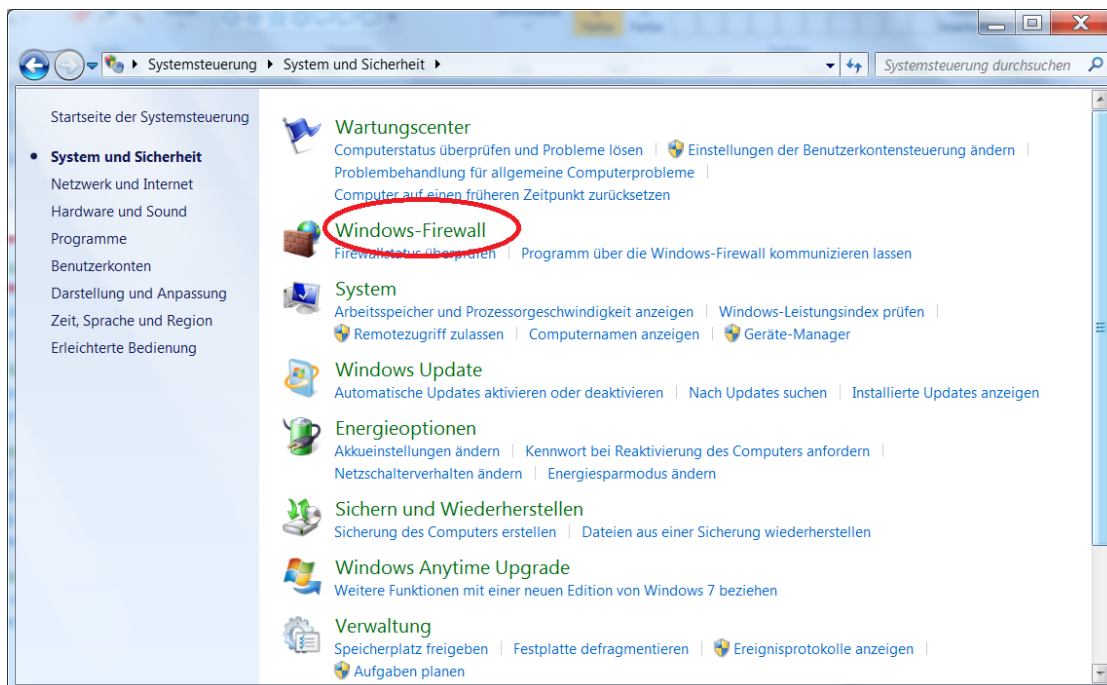 Systemsteuerung System und Sicherheit Systemsteuerung durchsuchen
Startseite der Systemsteuerung
System und Sicherheit
Netzwerk und Internet
Hardware und Sound
Programme
Benutzerkonten
Darstellung und Anpassung
Zeit, Sprache und Region
Erleichterte Bedienung
Wartungscenter
Computerstatus überprüfen und Probleme lösen Einstellungen der Benutzerkontensteuerung ändern
Problembehandlung für allgemeine Computerprobleme
Computer auf einen früheren Zeitpunkt zurücksetzen
Windows-Firewall
Firewallstatus überprüfen Programm über die Windows-Firewall kommunizieren lassen
System
Arbeitsspeicher und Prozessorgeschwindigkeit anzeigen Windows-Leistungsindex prüfen
Remotezugriff zulassen Computernamen anzeigen Geräte-Manager
Windows Update
Automatische Updates aktivieren oder deaktivieren Nach Updates suchen Installierte Updates anzeigen
Energieoptionen
Akkueinstellungen ändern Kennwort bei Reaktivierung des Computers anfordern
Netzschalterverhalten ändern Energiesparmodus ändern
Sichern und Wiederherstellen
Sicherung des Computers erstellen Dateien aus einer Sicherung wiederherstellen
Windows Anytime Upgrade
Weitere Funktionen mit einer neuen Edition von Windows 7 beziehen
Verwaltung
Speicherplatz freigeben Festplatte defragmentieren Ereignisprotokolle anzeigen
Aufgaben planen